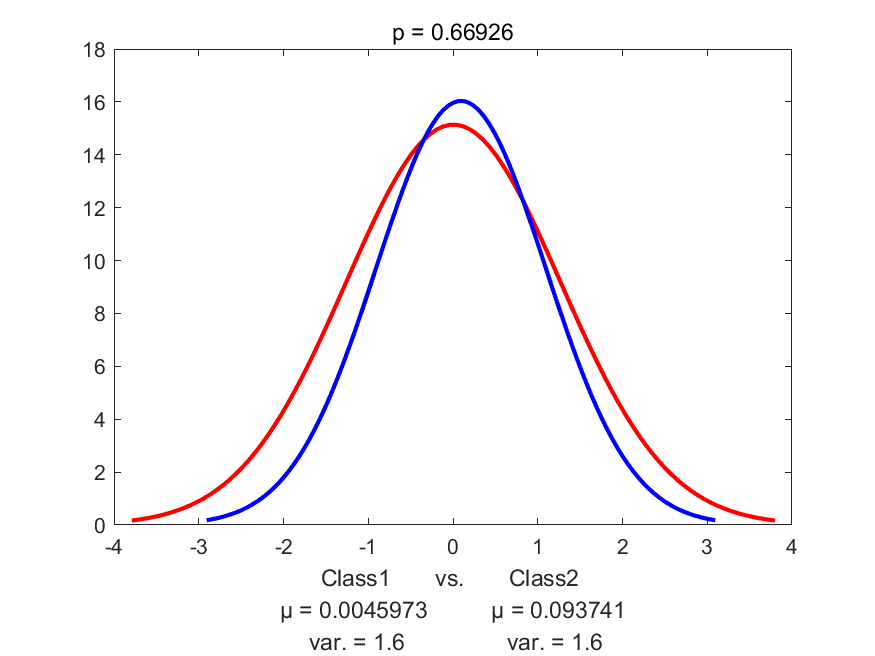 p = 0.66926
18
16
14
12
10
8
6
4
2
0
-4 -3 -2 -1 0 1 2 3 4
Class1 vs. Class2
μ = 0.0045973 μ = 0.093741
var. = 1.6 var. = 1.6